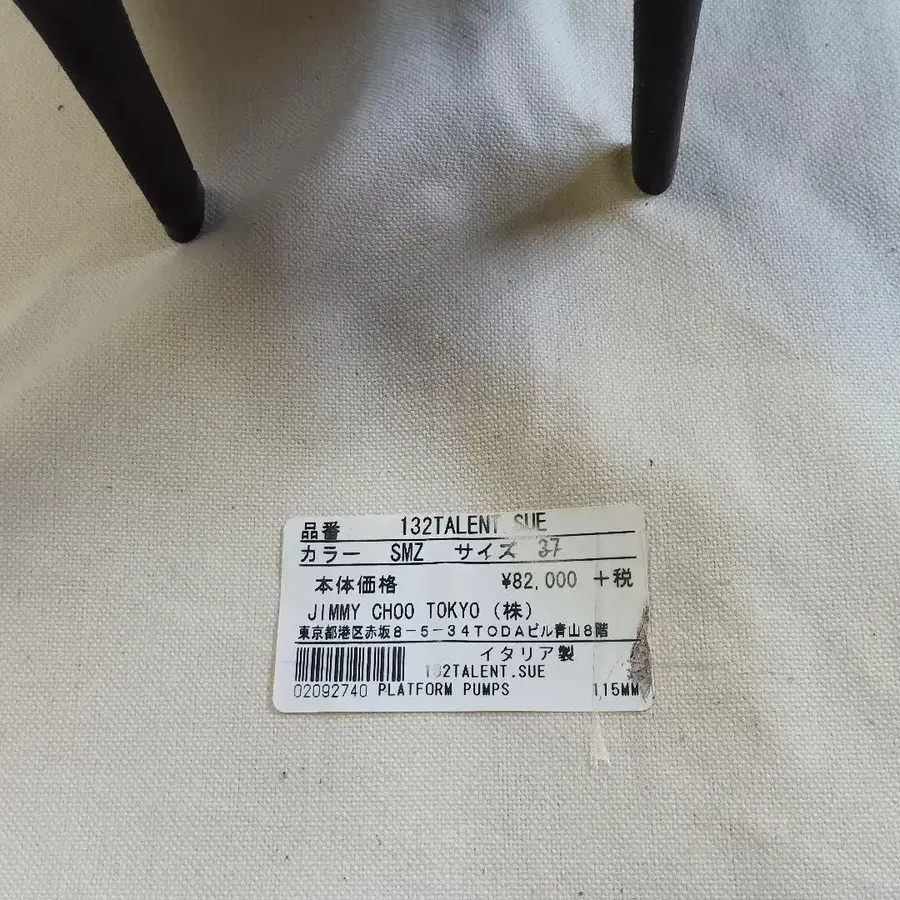 品番 132TALENT.SUE
カラー SMZ サイズ 37
本体価格 ¥82,000 +税
JIMMY CHOO TOKYO (株)
東京都港区赤坂8-5-34TODAビル青山8階
イタリア製
132TALENT.SUE
02092740 PLATFORM PUMPS 115MM